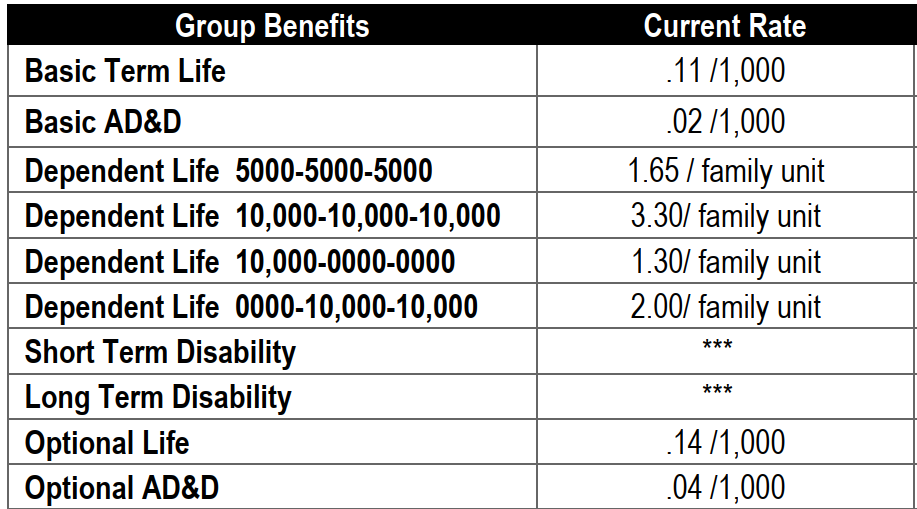 Group Benefits Current Rate
Basic Term Life .11 /1,000
Basic AD&D .02 /1,000
Dependent Life 5000-5000-5000 1.65 / family unit
Dependent Life 10,000-10,000-10,000 3.30/ family unit
Dependent Life 10,000-0000-0000 1.30/ family unit
Dependent Life 0000-10,000-10,000 2.00/ family unit
Short Term Disability ***
Long Term Disability ***
Optional Life .14 /1,000
Optional AD&D .04 /1,000